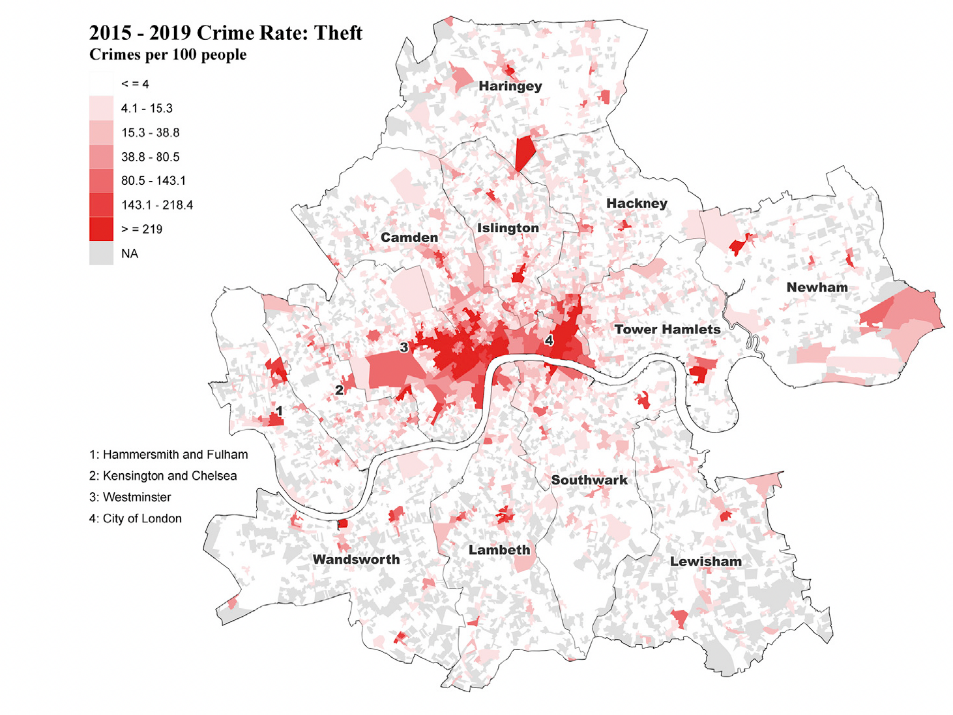 2015 - 2019 Crime Rate: Theft
Crimes per 100 people
< = 4
4.1 - 15.3
15.3 - 38.8
38.8 - 80.5
80.5 - 143.1
143.1 - 218.4
> = 219
NA
Haringey
Hackney
Islington
Camden
Newham
Tower Hamlets
3
4
2
1
1: Hammersmith and Fulham
2: Kensington and Chelsea
3: Westminster
4: City of London
Southwark
Wandsworth
Lambeth
Lewisham